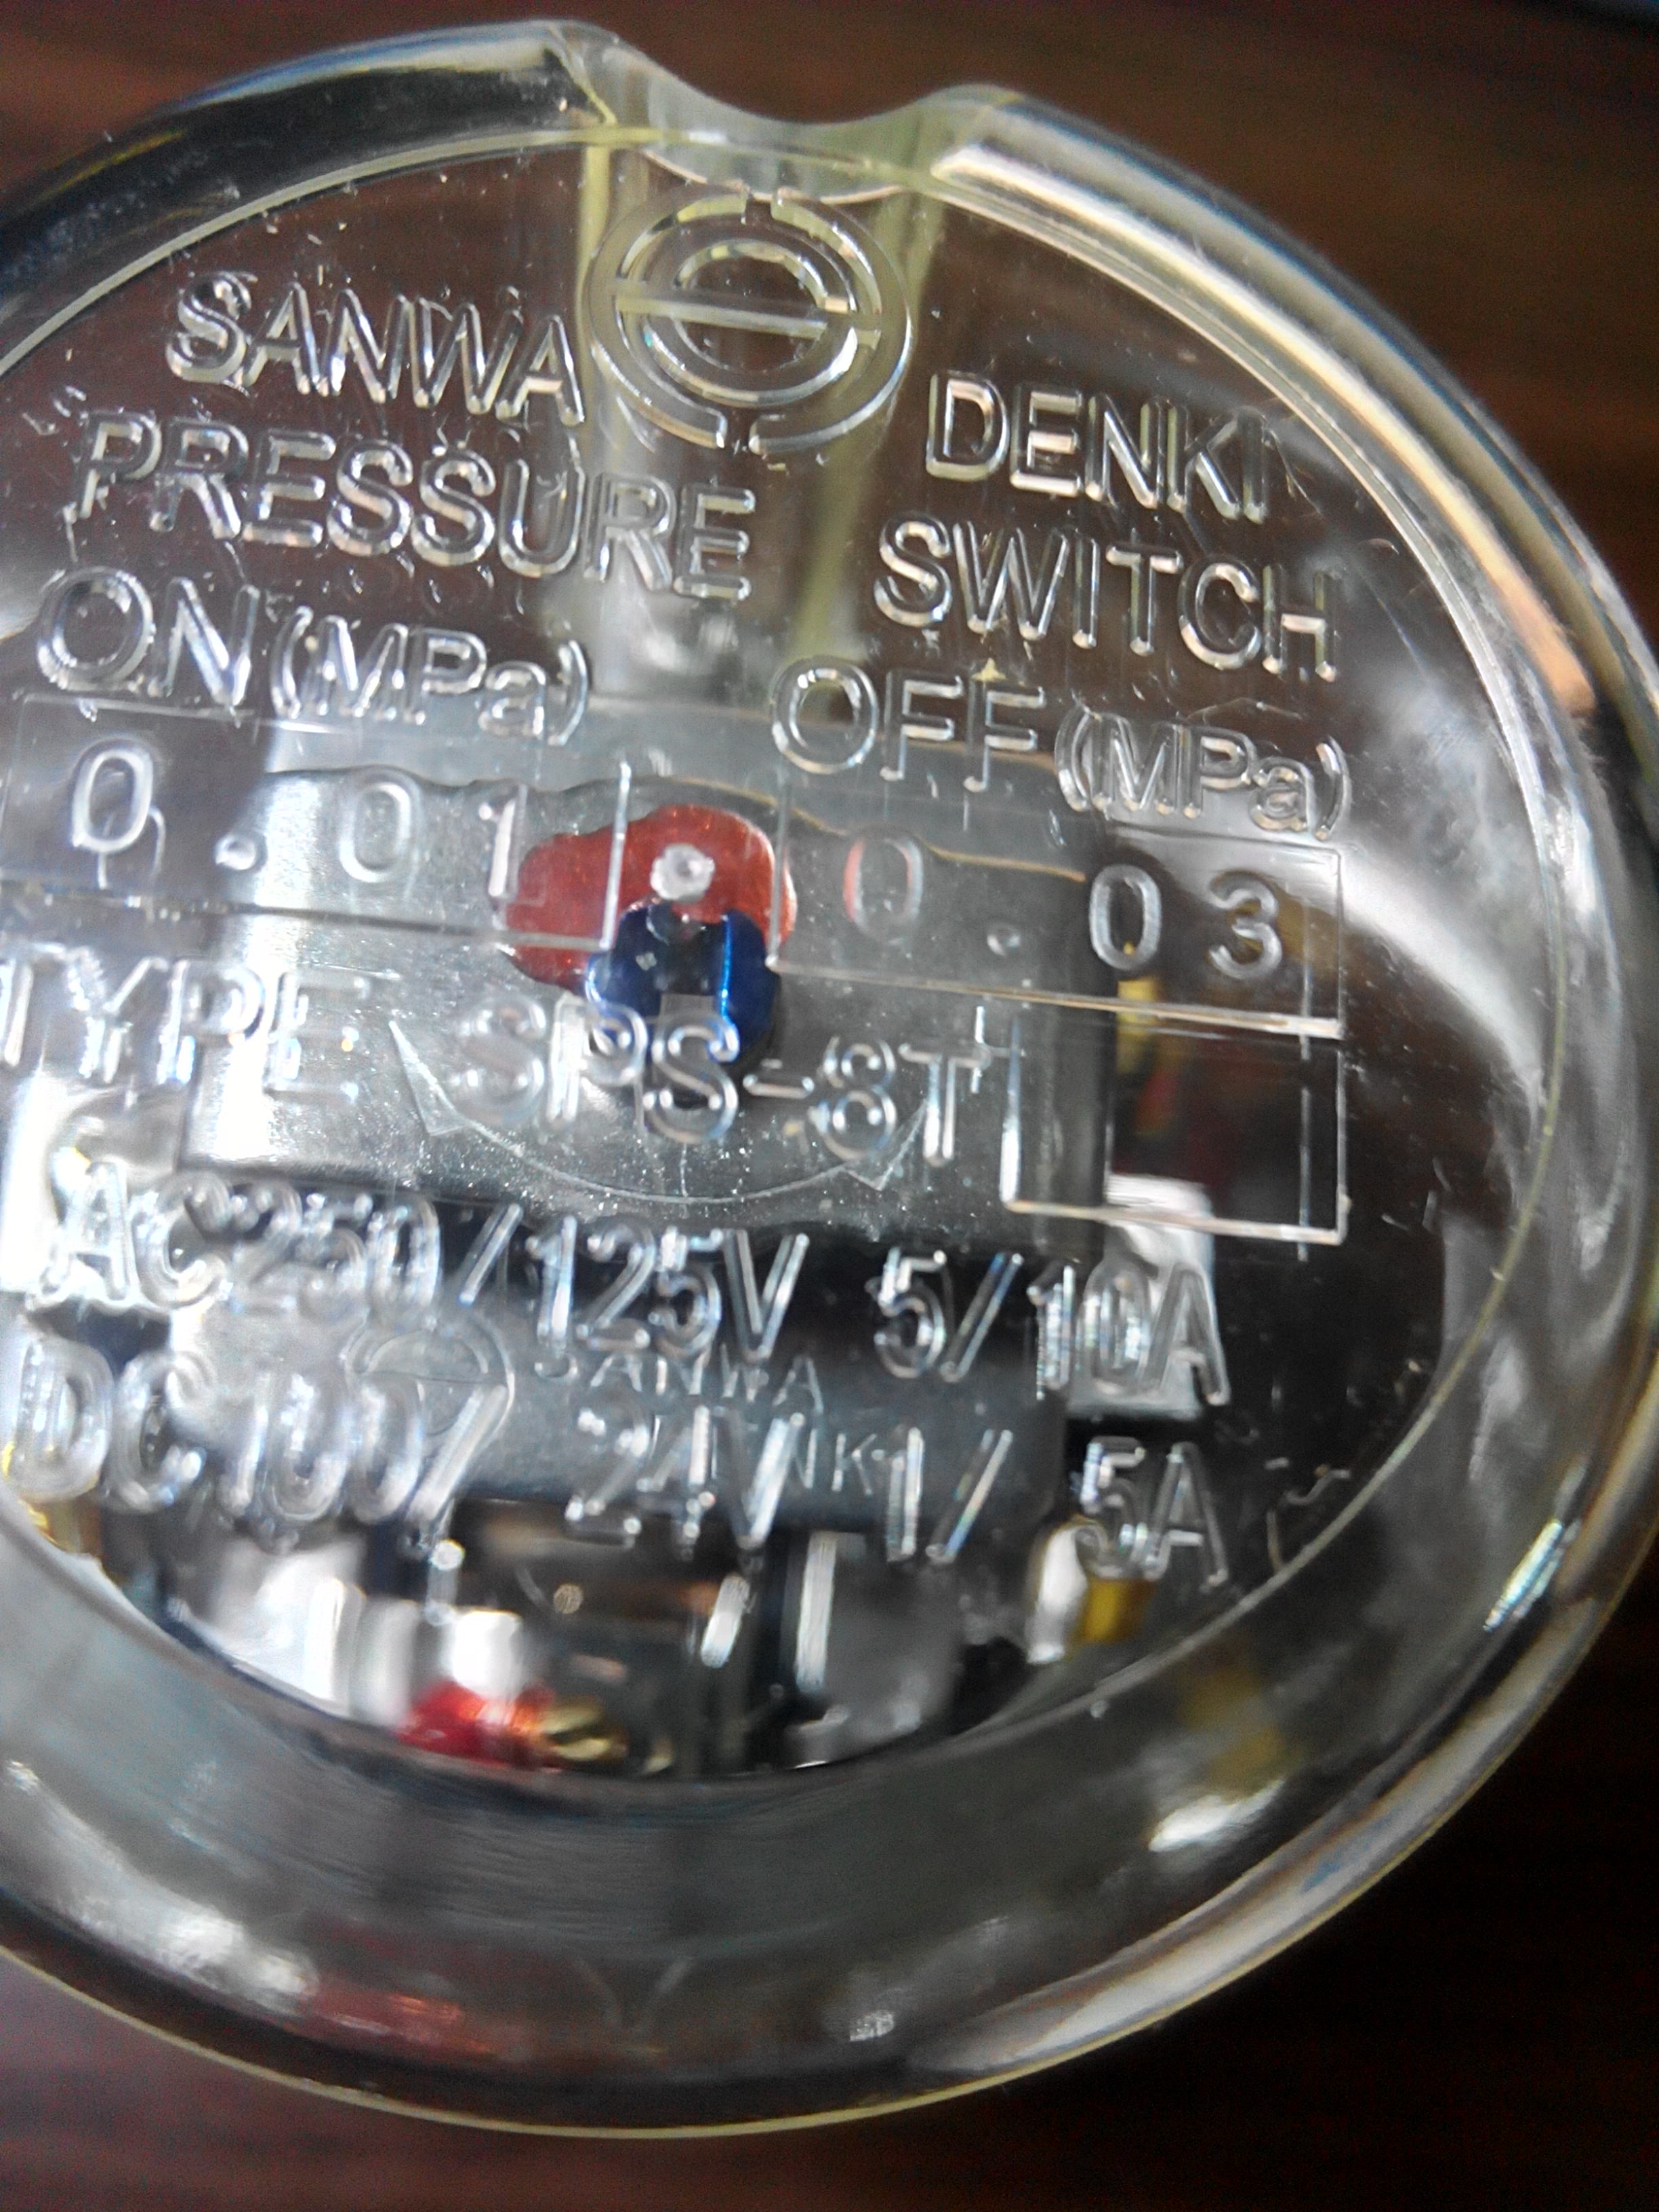 SANWA DENKI
PRESSURE SWITCH
ON(MPa) OFF(MPa)
0.01 0.03
TYPE SPS-8T
AC250/125V 5/10A
SANWA
DC100/24V 1/5A